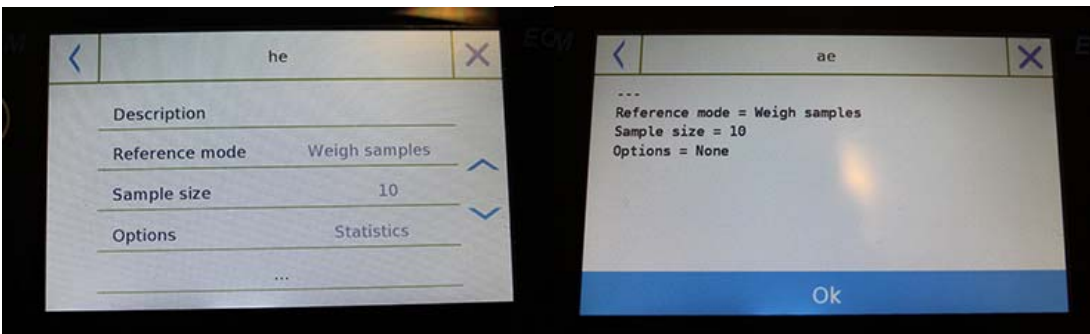 he
Description
Reference mode Weigh samples
Sample size 10
Options Statistics
...
ae
---
Reference mode = Weigh samples
Sample size = 10
Options = None
Ok